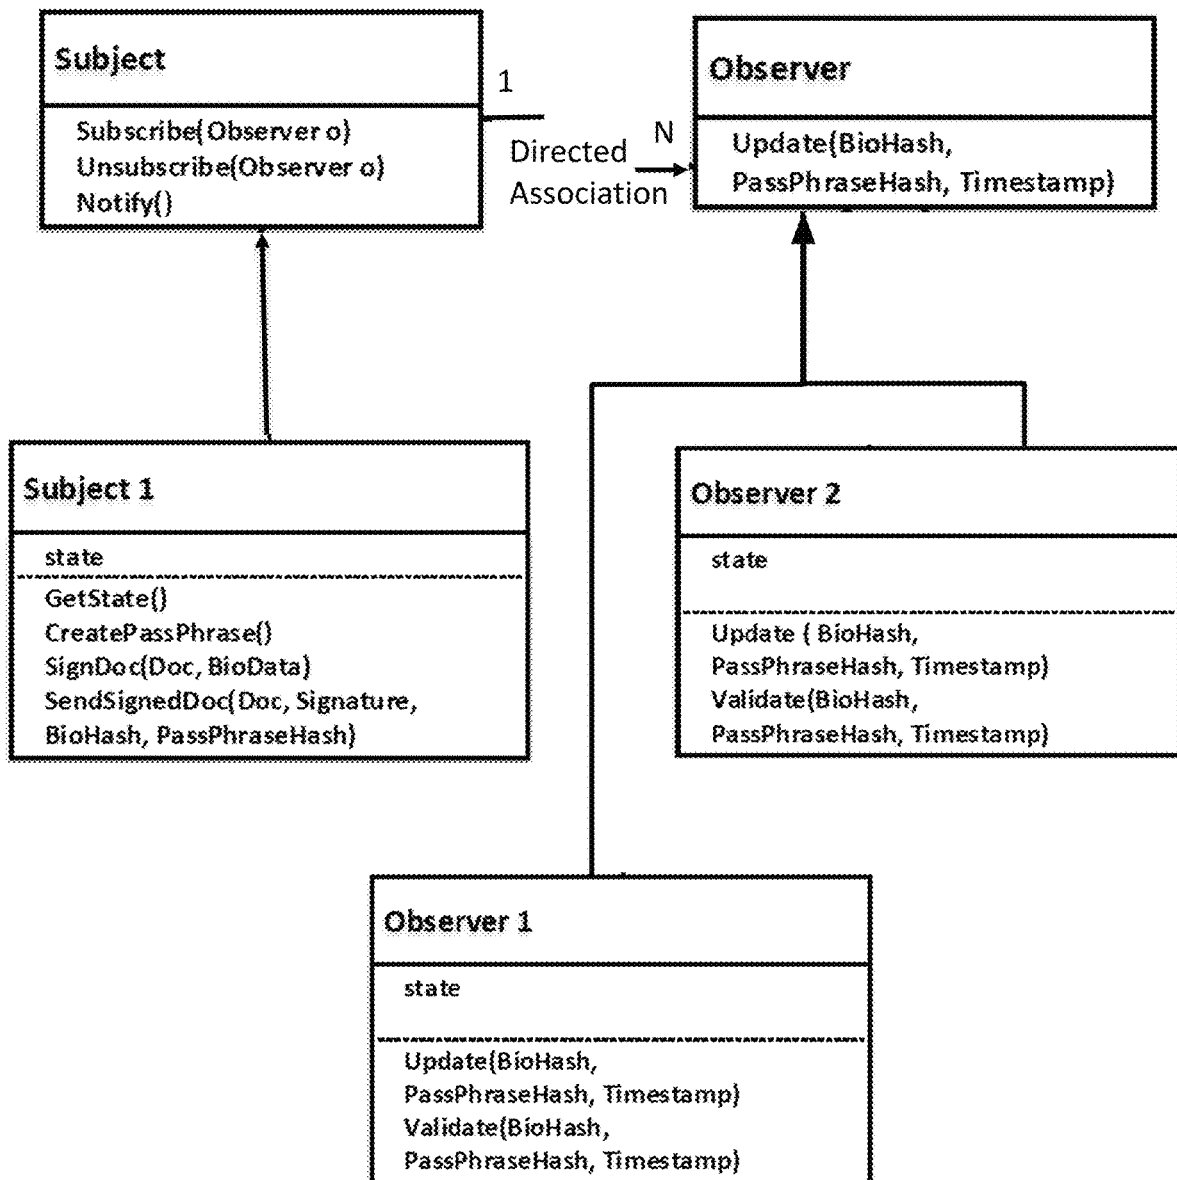 Subject
Subscribe(Observer o)
Unsubscribe(Observer o)
Notify()
1
Directed
Association
N
Observer
Update(BioHash,
PassPhraseHash, Timestamp)
Subject 1
state
GetState()
CreatePassPhrase()
SignDoc(Doc, BioData)
SendSignedDoc(Doc, Signature,
BioHash, PassPhraseHash)
Observer 2
state
Update ( BioHash,
PassPhraseHash, Timestamp)
Validate(BioHash,
PassPhraseHash, Timestamp)
Observer 1
state
Update(BioHash,
PassPhraseHash, Timestamp)
Validate(BioHash,
PassPhraseHash, Timestamp)